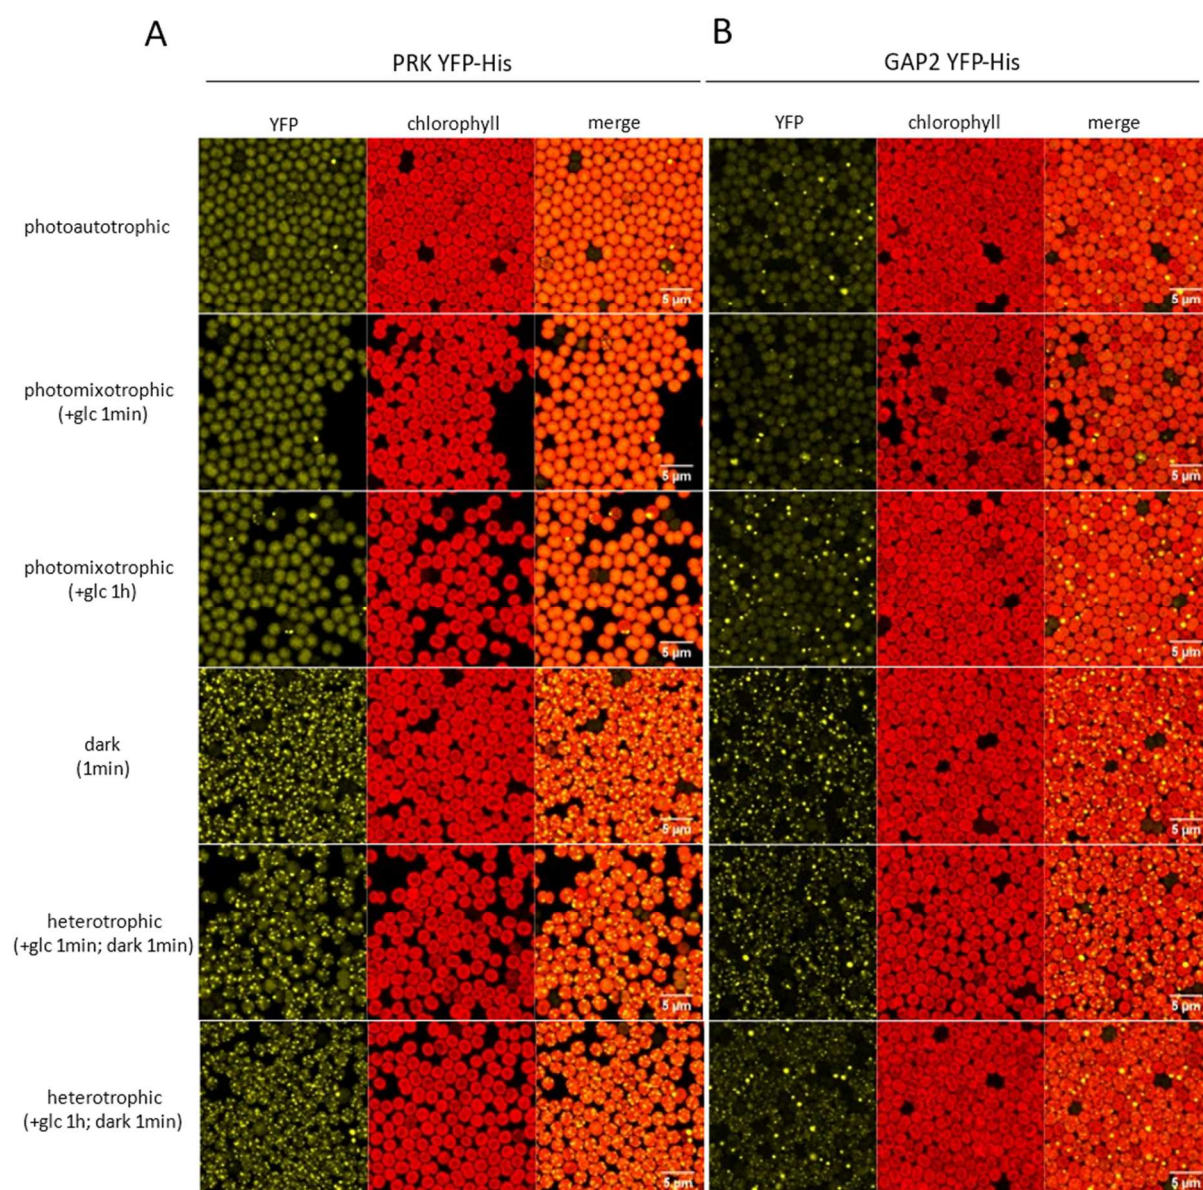 A
B
PRK YFP-His
GAP2 YFP-His
YFP
chlorophyll
merge
YFP
chlorophyll
merge
photoautotrophic
5 µm
5 µm
photomixotrophic
(+glc 1min)
5 µm
5 µm
photomixotrophic
(+glc 1h)
5 µm
5 µm
dark
(1min)
5 µm
5 µm
heterotrophic
(+glc 1min; dark 1min)
5 µm
5 µm
heterotrophic
(+glc 1h; dark 1min)
5 µm
5 µm